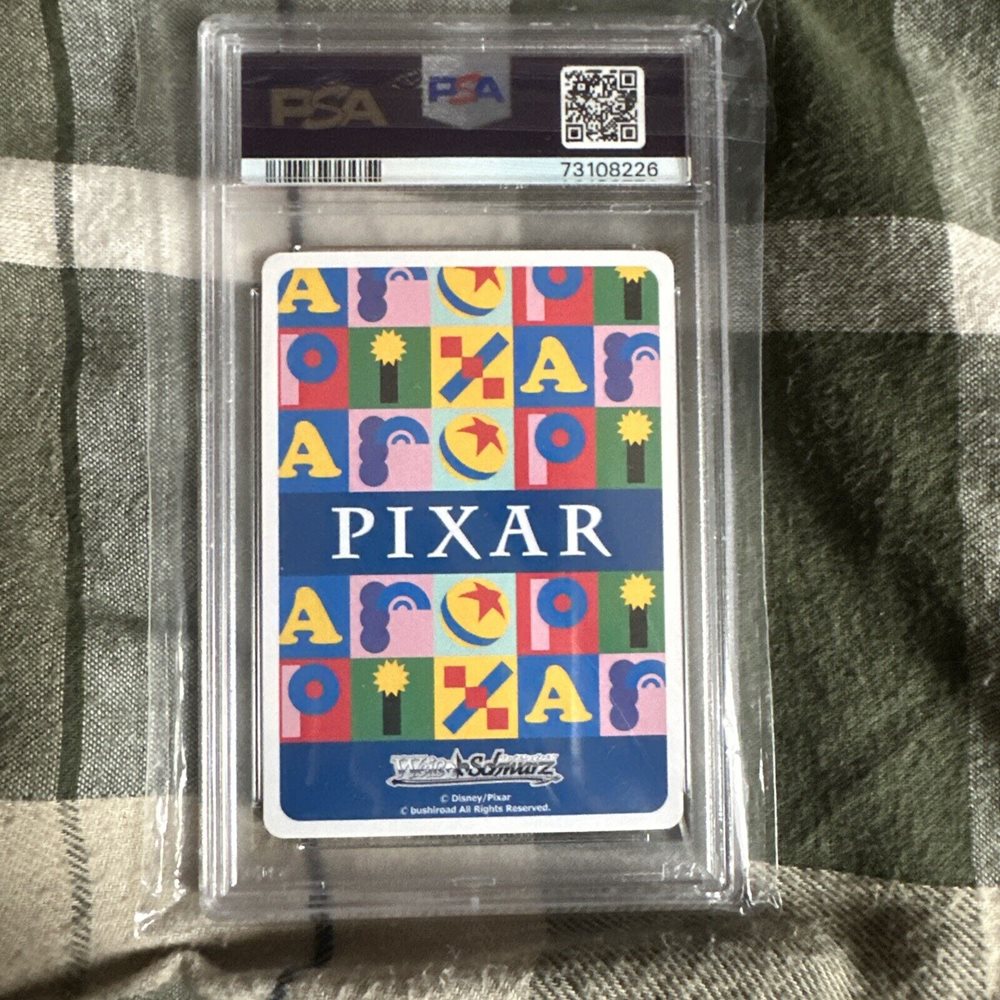 PSA PSA
73108226
PIXAR
Weiß Schwarz
© Disney/Pixar
© bushiroad All Rights Reserved.